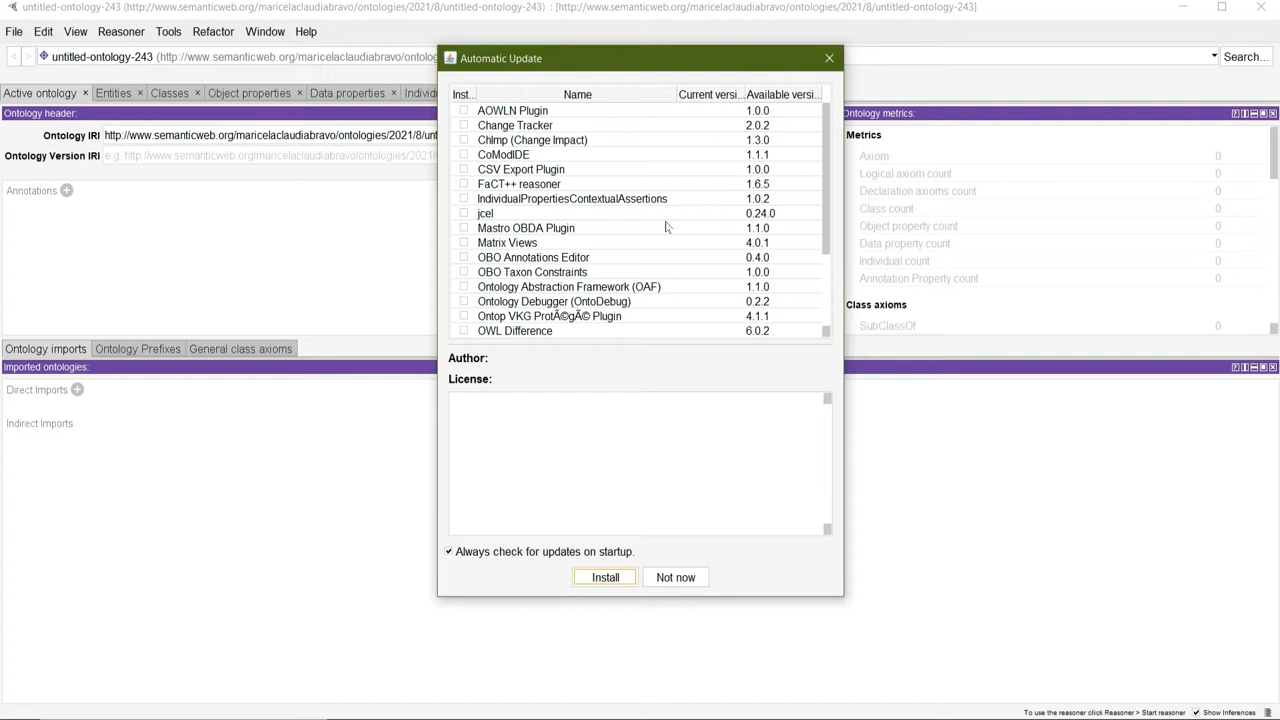 untitled-ontology-243 (http://www.semanticweb.org/maricelaclaudiabravo/ontologies/2021/8/untitled-ontology-243) : [http://www.semanticweb.org/maricelaclaudiabravo/ontologies/2021/8/untitled-ontology-243]
File Edit View Reasoner Tools Refactor Window Help
untitled-ontology-243 (http://www.semanticweb.org/maricelaclaudiabravo/ontolog
Search...
Active ontology × Entities × Classes × Object properties × Data properties × Individ
Ontology header:
Ontology IRI http://www.semanticweb.org/maricelaclaudiabravo/ontologies/2021/8/unt
Ontology Version IRI e.g. http://www.semanticweb.org/maricelaclaudiabravo/ontologies/2021/8/u
Annotations
Ontology imports Ontology Prefixes General class axioms
Imported ontologies:
Direct Imports
Indirect Imports
Automatic Update
Inst... Name Current versi... Available versi...
AOWLN Plugin 1.0.0
Change Tracker 2.0.2
ChImp (Change Impact) 1.3.0
CoModIDE 1.1.1
CSV Export Plugin 1.0.0
FaCT++ reasoner 1.6.5
IndividualPropertiesContextualAssertions 1.0.2
jcel 0.24.0
Mastro OBDA Plugin 1.1.0
Matrix Views 4.0.1
OBO Annotations Editor 0.4.0
OBO Taxon Constraints 1.0.0
Ontology Abstraction Framework (OAF) 1.1.0
Ontology Debugger (OntoDebug) 0.2.2
Ontop VKG ProtÃ©gÃ© Plugin 4.1.1
OWL Difference 6.0.2
Author:
License:
Always check for updates on startup.
Install Not now
Ontology metrics:
Metrics
Axiom 0
Logical axiom count 0
Declaration axioms count 0
Class count 0
Object property count 0
Data property count 0
Individual count 0
Annotation Property count 0
Class axioms
SubClassOf 0
To use the reasoner click Reasoner > Start reasoner Show Inferences